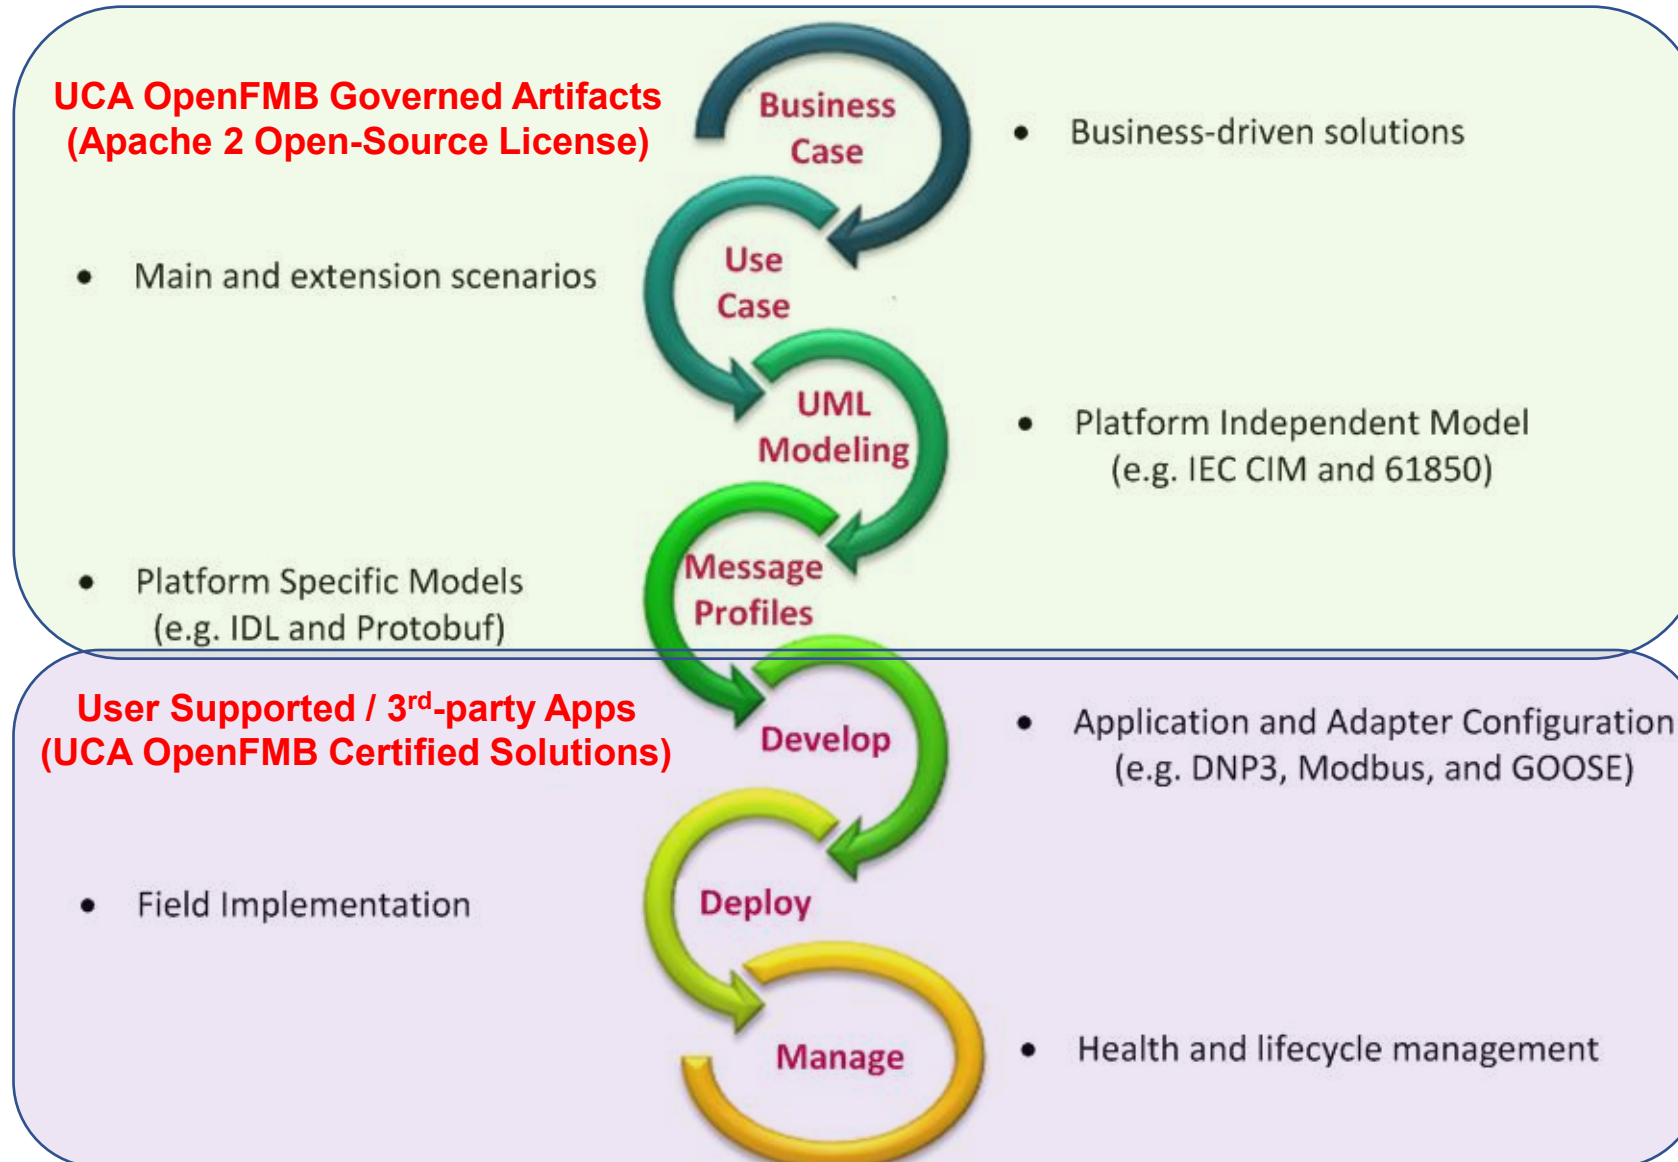 UCA OpenFMB Governed Artifacts
(Apache 2 Open-Source License)
Business
Case
• Business-driven solutions
Use
Case
• Main and extension scenarios
UML
Modeling
• Platform Independent Model
(e.g. IEC CIM and 61850)
Message
Profiles
• Platform Specific Models
(e.g. IDL and Protobuf)
User Supported / 3rd-party Apps
(UCA OpenFMB Certified Solutions)
Develop
• Application and Adapter Configuration
(e.g. DNP3, Modbus, and GOOSE)
Deploy
• Field Implementation
Manage
• Health and lifecycle management